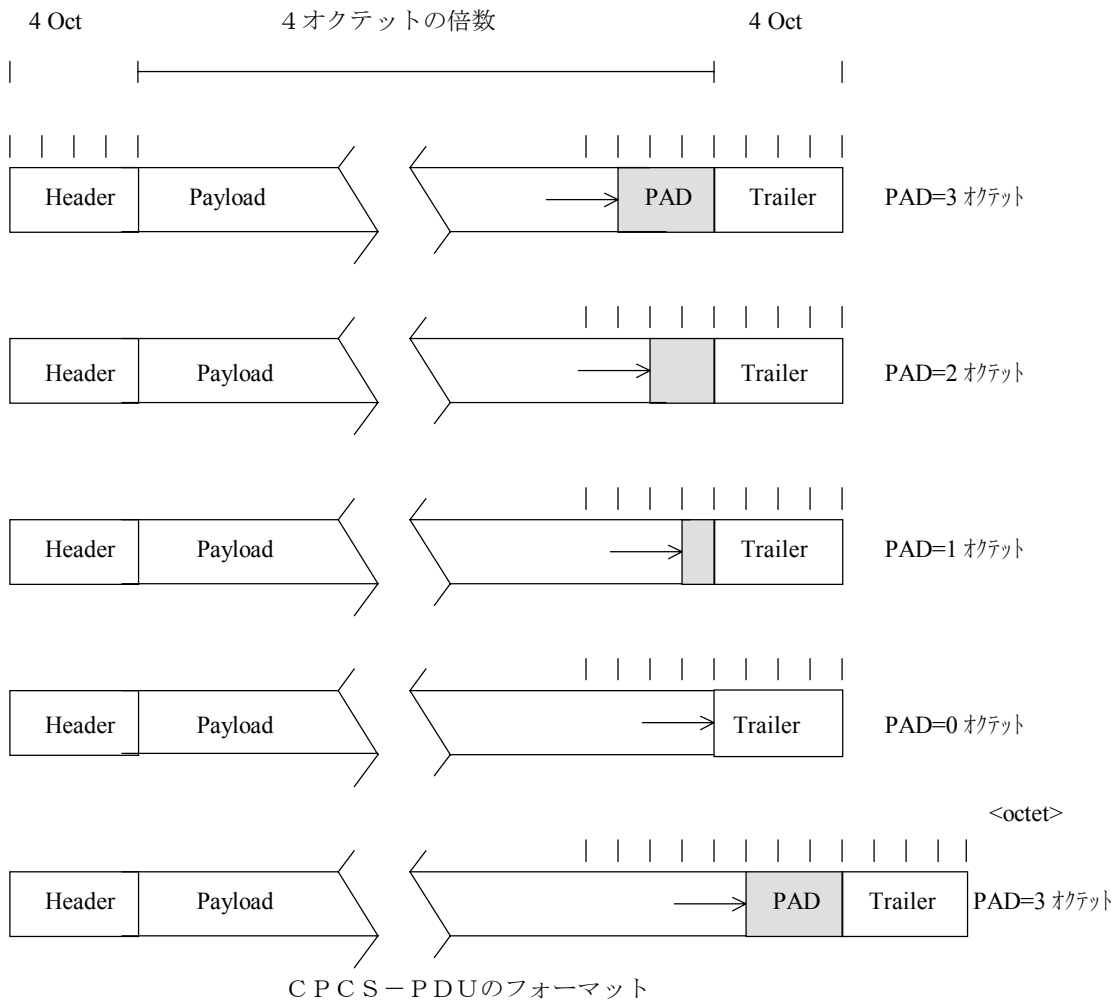 4 Oct ４オクテットの倍数 4 Oct
Header Payload PAD Trailer PAD=3 ｵｸﾃｯﾄ
Header Payload Trailer PAD=2 ｵｸﾃｯﾄ
Header Payload Trailer PAD=1 ｵｸﾃｯﾄ
Header Payload Trailer PAD=0 ｵｸﾃｯﾄ
<octet>
Header Payload PAD Trailer PAD=3 ｵｸﾃｯﾄ
ＣＰＣＳ－ＰＤＵのフォーマット